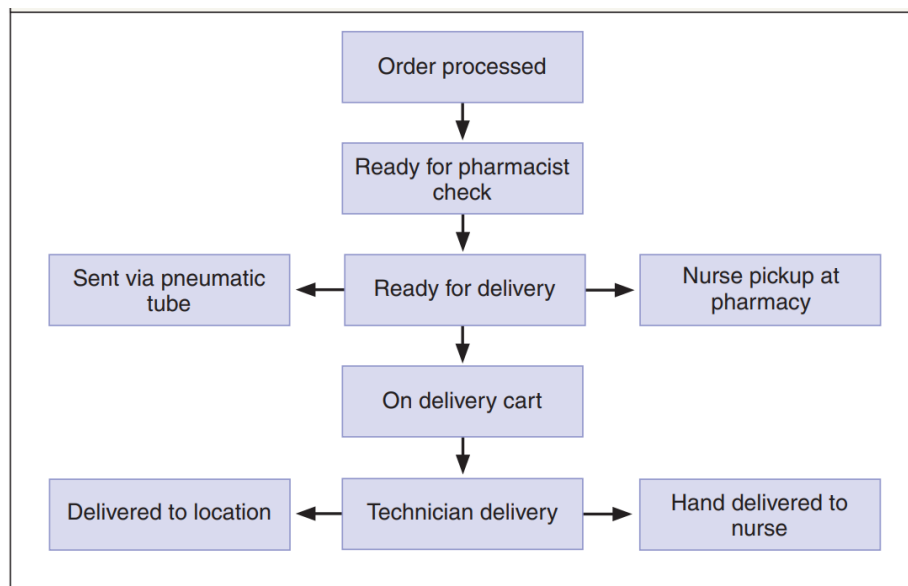 Order processed
Ready for pharmacist
check
Sent via pneumatic
tube
Ready for delivery
Nurse pickup at
pharmacy
On delivery cart
Delivered to location
Technician delivery
Hand delivered to
nurse